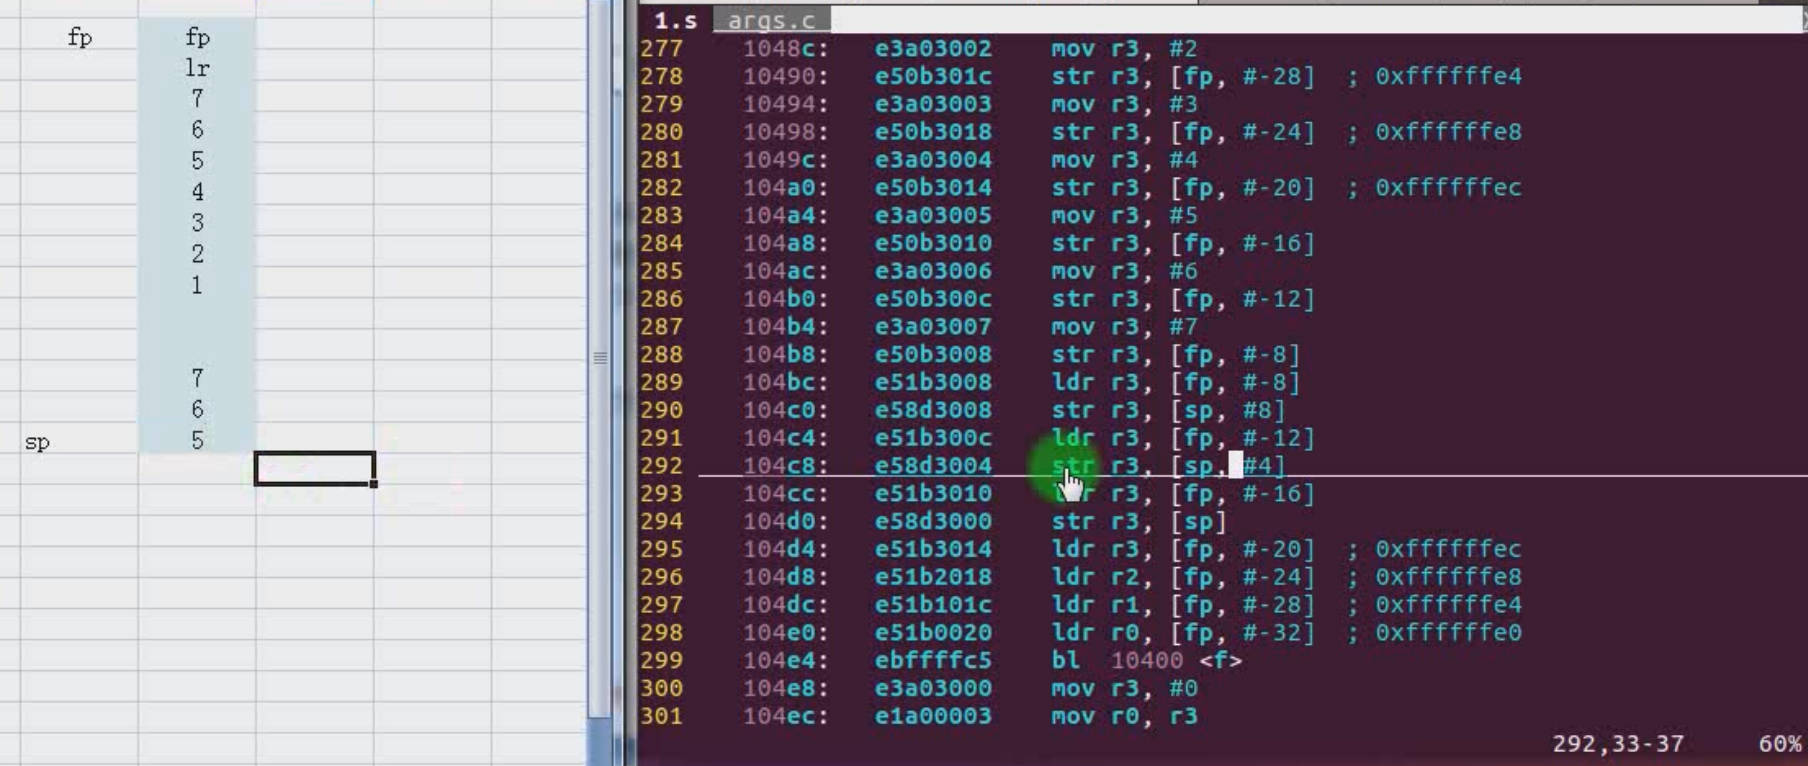 fp fp
lr
7
6
5
4
3
2
1
7
6
sp 5
1.s args.c
277 1048c: e3a03002 mov r3, #2
278 10490: e50b301c str r3, [fp, #-28] ; 0xffffffe4
279 10494: e3a03003 mov r3, #3
280 10498: e50b3018 str r3, [fp, #-24] ; 0xffffffe8
281 1049c: e3a03004 mov r3, #4
282 104a0: e50b3014 str r3, [fp, #-20] ; 0xffffffec
283 104a4: e3a03005 mov r3, #5
284 104a8: e50b3010 str r3, [fp, #-16]
285 104ac: e3a03006 mov r3, #6
286 104b0: e50b300c str r3, [fp, #-12]
287 104b4: e3a03007 mov r3, #7
288 104b8: e50b3008 str r3, [fp, #-8]
289 104bc: e51b3008 ldr r3, [fp, #-8]
290 104c0: e58d3008 str r3, [sp, #8]
291 104c4: e51b300c ldr r3, [fp, #-12]
292 104c8: e58d3004 str r3, [sp, #4]
293 104cc: e51b3010 ldr r3, [fp, #-16]
294 104d0: e58d3000 str r3, [sp]
295 104d4: e51b3014 ldr r3, [fp, #-20] ; 0xffffffec
296 104d8: e51b2018 ldr r2, [fp, #-24] ; 0xffffffe8
297 104dc: e51b101c ldr r1, [fp, #-28] ; 0xffffffe4
298 104e0: e51b0020 ldr r0, [fp, #-32] ; 0xffffffe0
299 104e4: ebffffc5 bl 10400 <f>
300 104e8: e3a03000 mov r3, #0
301 104ec: e1a00003 mov r0, r3
292,33-37 60%